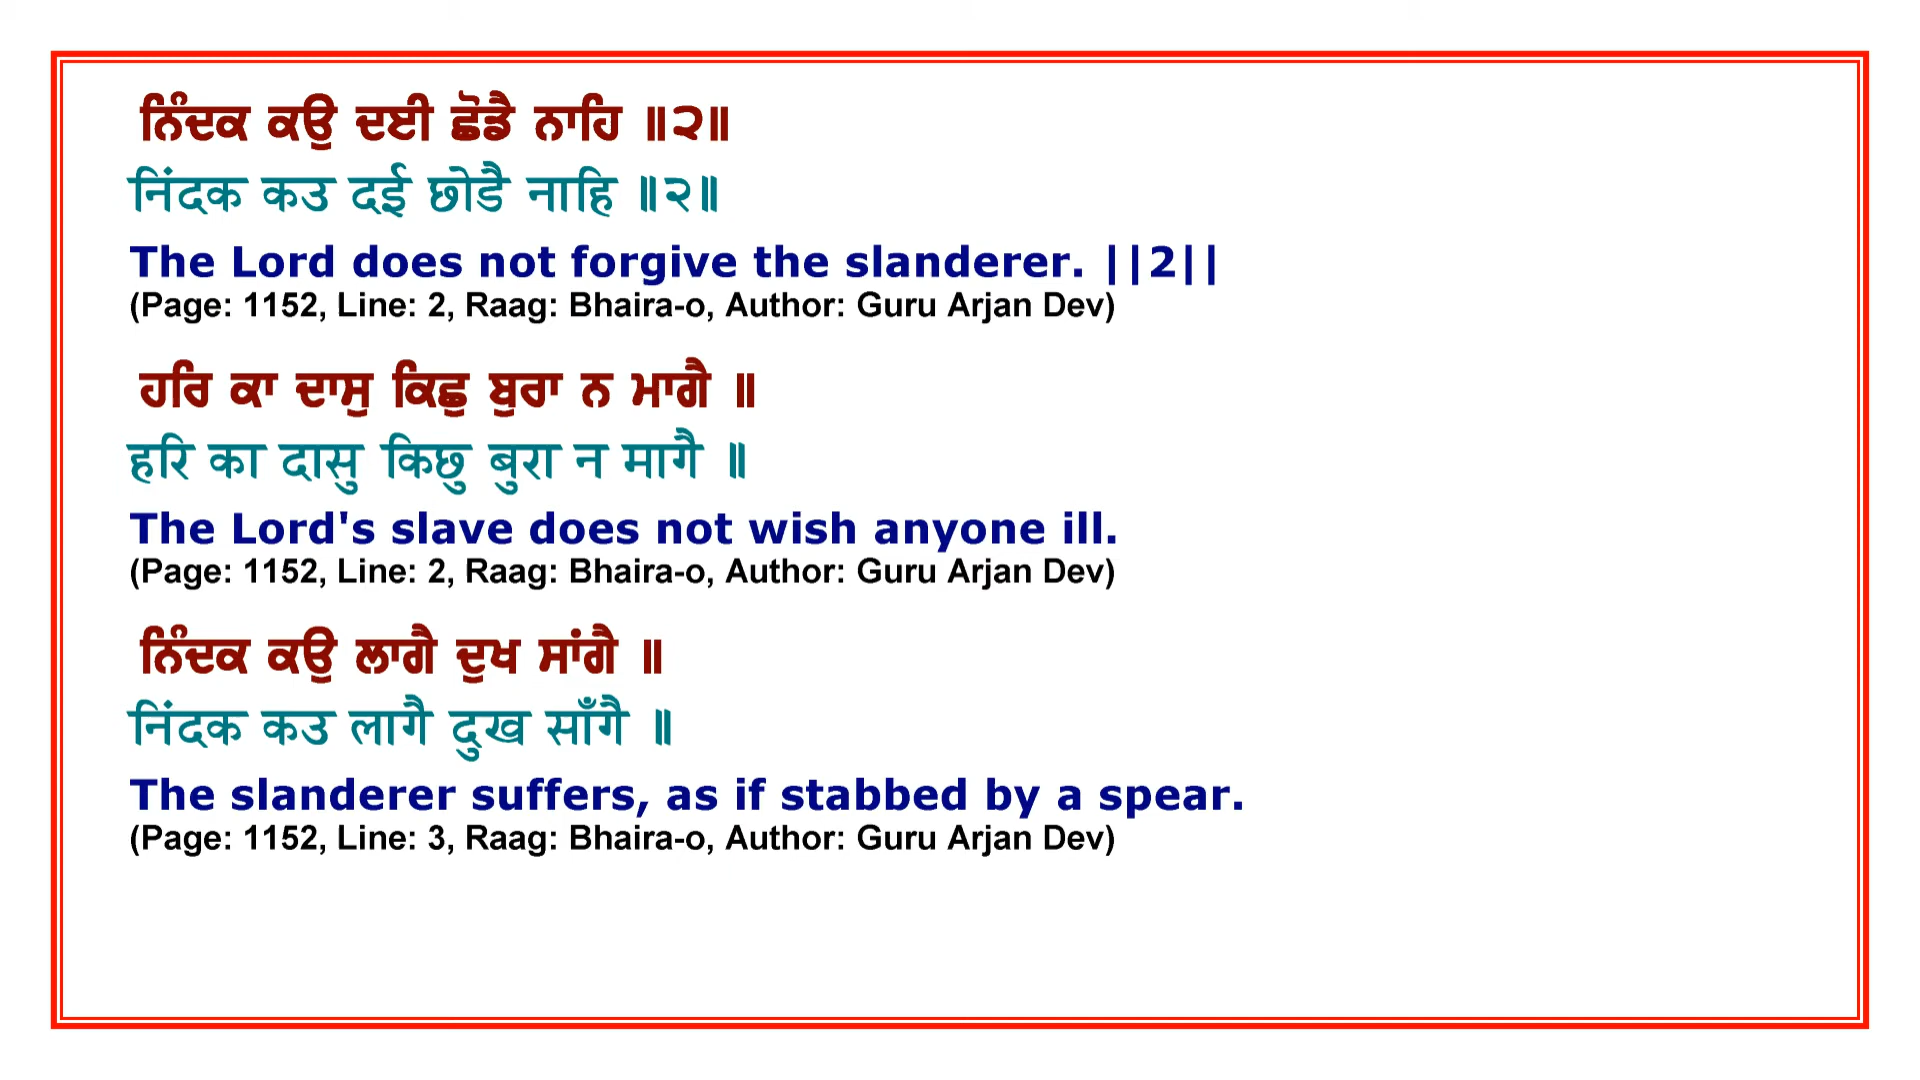 ਨਿੰਦਕ ਕਉ ਦਈ ਛੋਡੈ ਨਾਹਿ ॥੨॥
निंदक कउ दई छोडै नाहि ॥२॥
The Lord does not forgive the slanderer. ||2||
(Page: 1152, Line: 2, Raag: Bhaira-o, Author: Guru Arjan Dev)
ਹਰਿ ਕਾ ਦਾਸੁ ਕਿਛੁ ਬੁਰਾ ਨ ਮਾਗੈ ॥
हरि का दासु किछु बुरा न मागै ॥
The Lord's slave does not wish anyone ill.
(Page: 1152, Line: 2, Raag: Bhaira-o, Author: Guru Arjan Dev)
ਨਿੰਦਕ ਕਉ ਲਾਗੈ ਦੁਖ ਸਾਂਗੈ ॥
निंदक कउ लागै दुख साँगै ॥
The slanderer suffers, as if stabbed by a spear.
(Page: 1152, Line: 3, Raag: Bhaira-o, Author: Guru Arjan Dev)